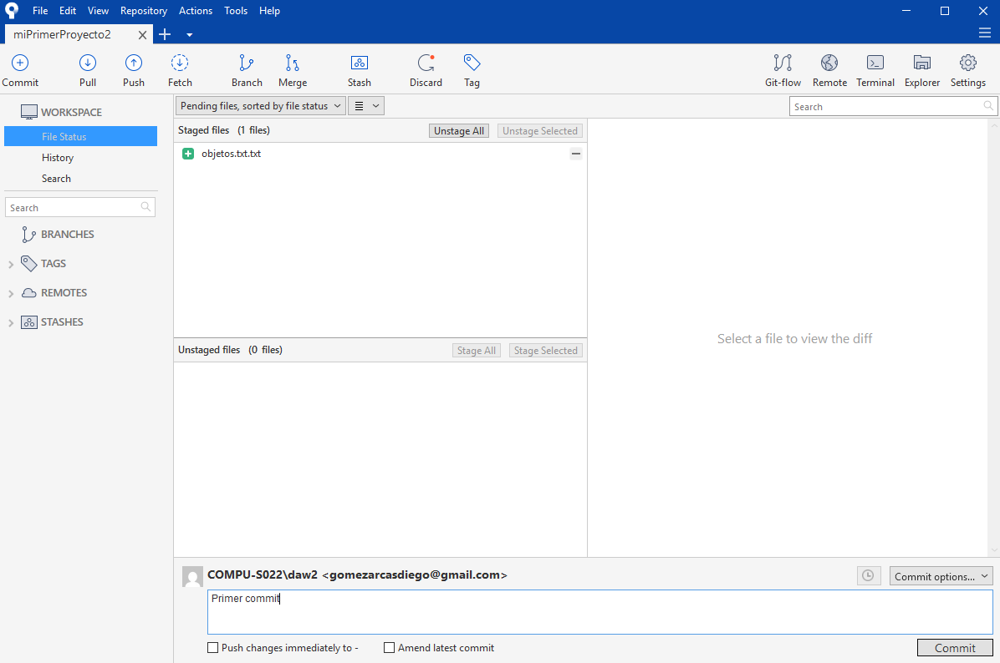 File Edit View Repository Actions Tools Help
miPrimerProyecto2
Commit Pull Push Fetch Branch Merge Stash Discard Tag Git-flow Remote Terminal Explorer Settings
WORKSPACE
File Status
History
Search
Search
BRANCHES
TAGS
REMOTES
STASHES
Pending files, sorted by file status
Search
Staged files (1 files) Unstage All Unstage Selected
objetos.txt.txt
Unstaged files (0 files) Stage All Stage Selected
Select a file to view the diff
COMPU-S022\daw2 <gomezarcasdiego@gmail.com>
Commit options...
Primer commit
Push changes immediately to - Amend latest commit
Commit